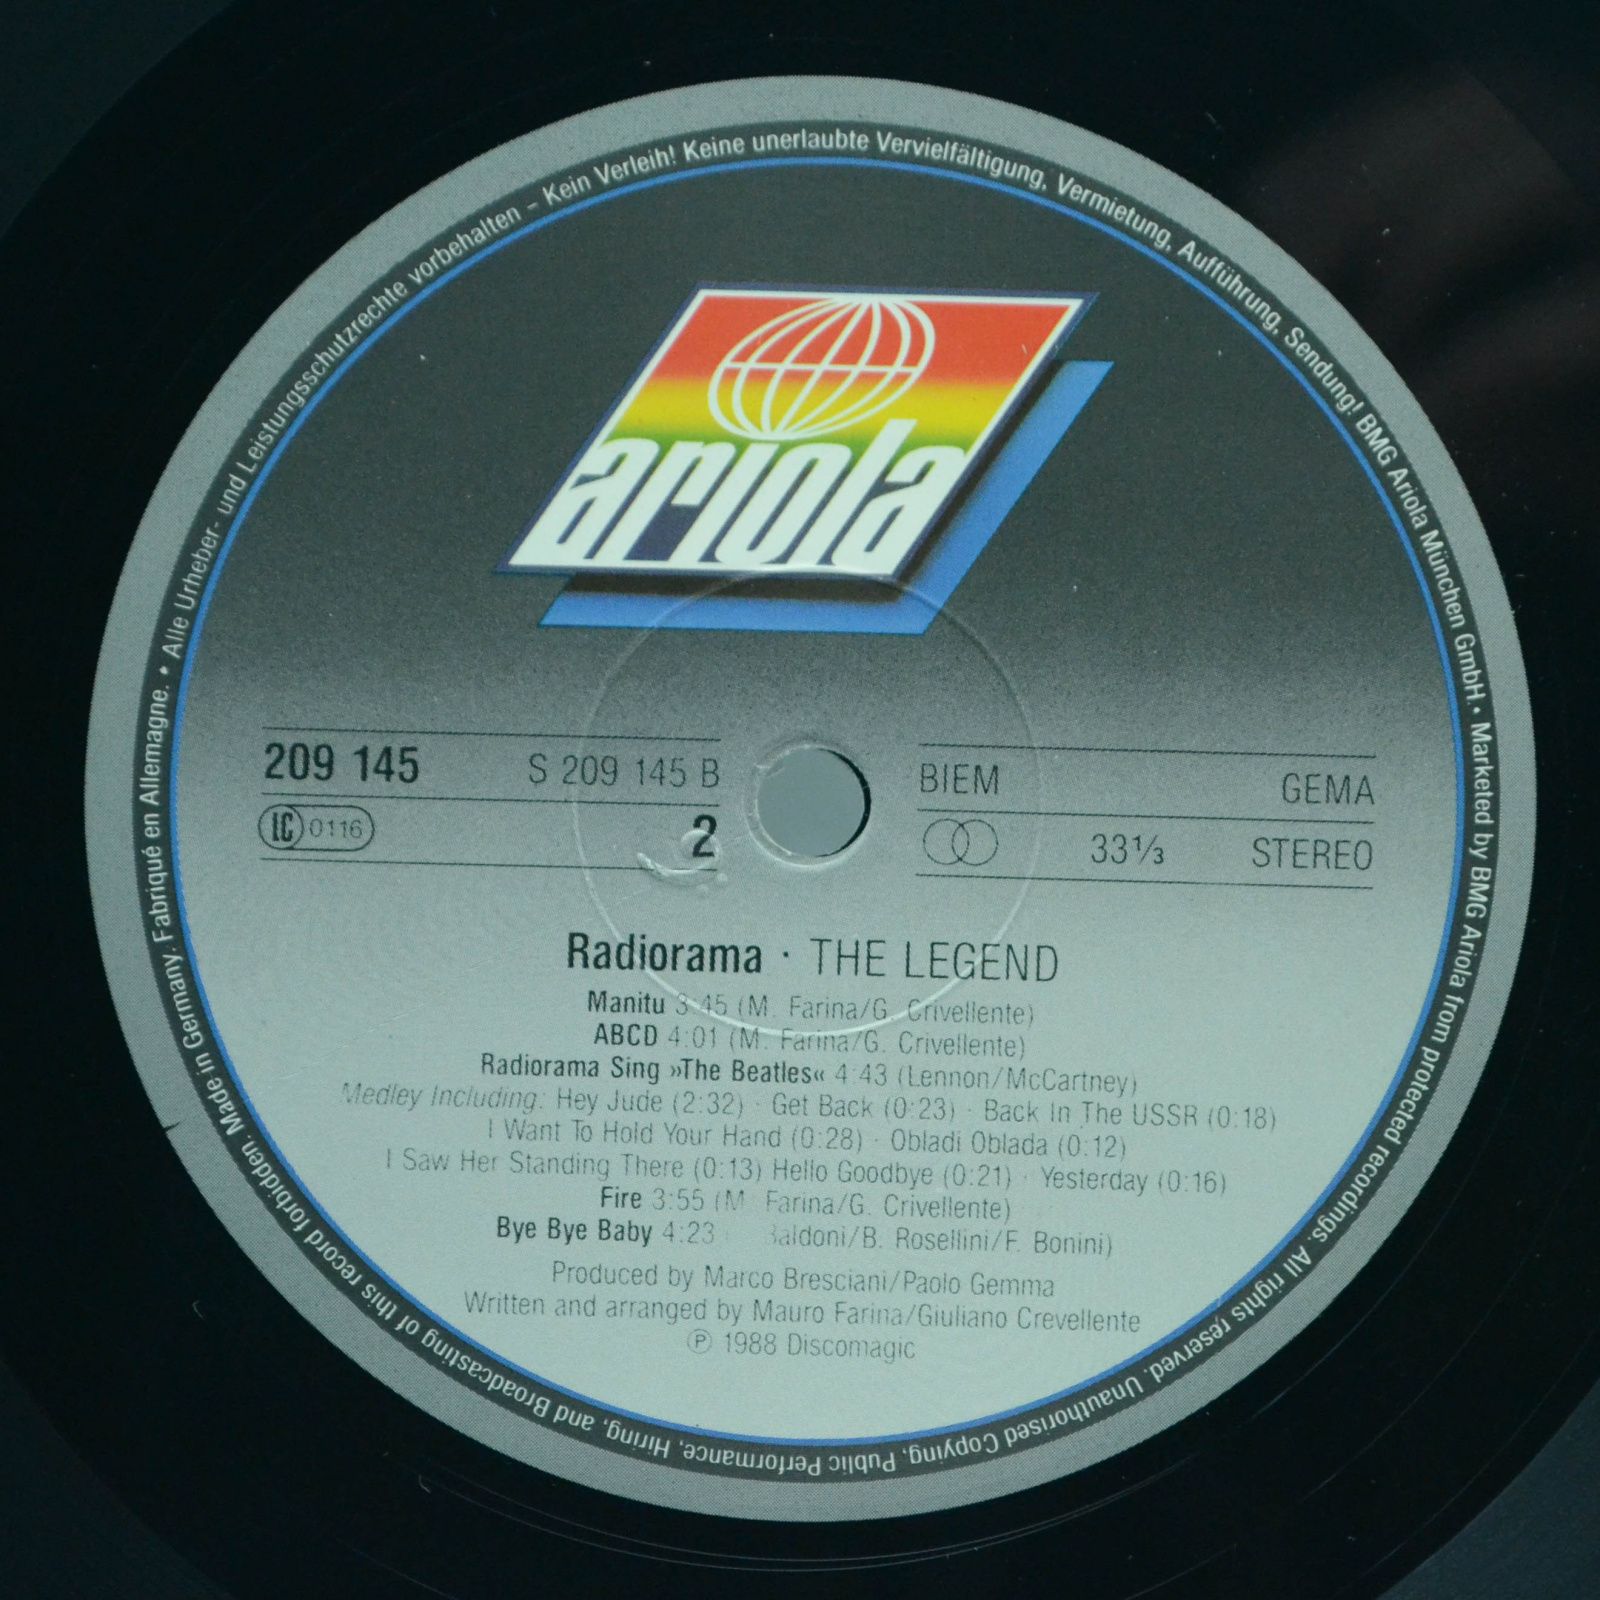 Alle Urheber- und Leistungsschutzrechte vorbehalten – Kein Verleih! Keine unerlaubte Vervielfältigung, Vermietung, Aufführung, Sendung! BMG Ariola München GmbH. • Marketed by BMG Ariola from protected recordings. All rights reserved. Unauthorised Copying, Public Performance, Hiring, and Broadcasting of this record forbidden. Made in Germany. Fabriqué en Allemagne. •
ariola
209 145 S 209 145 B BIEM GEMA
LC 0116 2 33⅓ STEREO
Radiorama · THE LEGEND
Manitu 3:45 (M. Farina/G. Crivellente)
ABCD 4:01 (M. Farina/G. Crivellente)
Radiorama Sing »The Beatles« 4:43 (Lennon/McCartney)
Medley Including: Hey Jude (2:32) · Get Back (0:23) · Back In The USSR (0:18)
I Want To Hold Your Hand (0:28) · Obladi Oblada (0:12)
I Saw Her Standing There (0:13) Hello Goodbye (0:21) · Yesterday (0:16)
Fire 3:55 (M. Farina/G. Crivellente)
Bye Bye Baby 4:23 Baldoni/B. Rosellini/F. Bonini)
Produced by Marco Bresciani/Paolo Gemma
Written and arranged by Mauro Farina/Giuliano Crevellente
℗ 1988 Discomagic